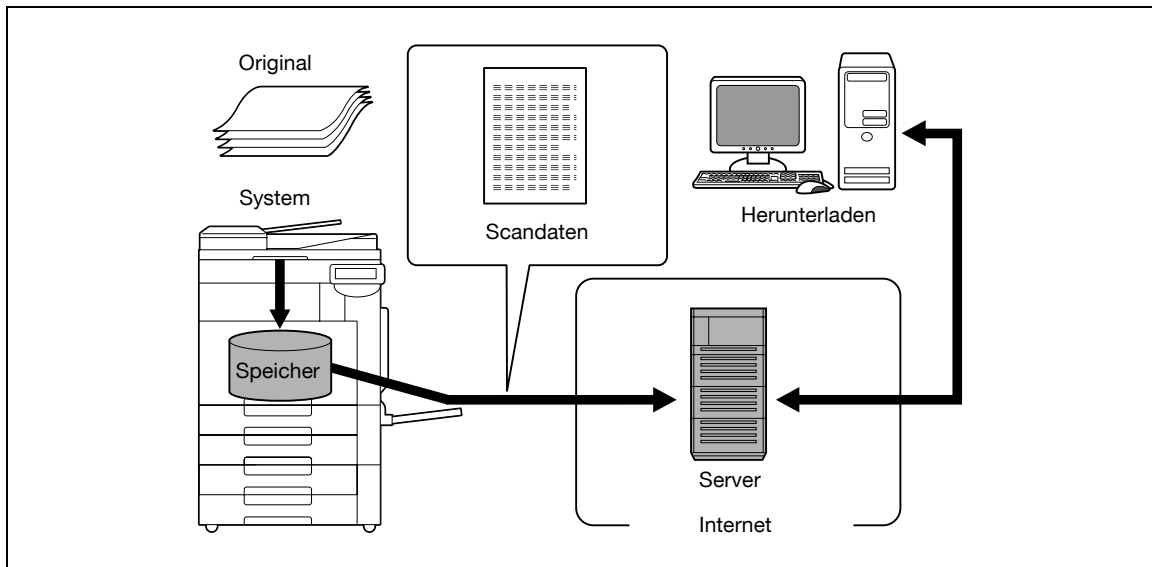 Original
System
Speicher
Scandaten
Herunterladen
Server
Internet